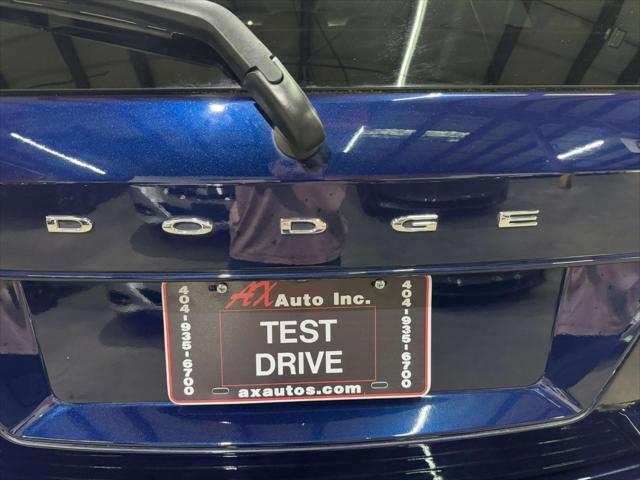 DODGE
AX Auto Inc.
404-935-6700
TEST
DRIVE
404-935-6700
axautos.com